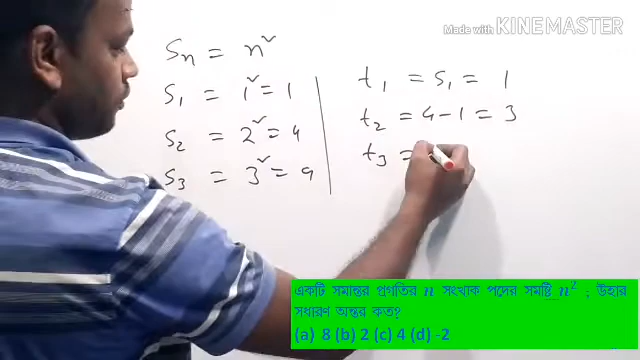 Made with KINEMASTER
Sₙ = n²
S₁ = 1² = 1
S₂ = 2² = 4
S₃ = 3² = 9
t₁ = S₁ = 1
t₂ = 4 - 1 = 3
t₃ =
একটি সমান্তর প্রগতির n সংখ্যক পদের সমষ্টি n² ; উহার
সধারণ অন্তর কত?
(a) 8 (b) 2 (c) 4 (d) -2